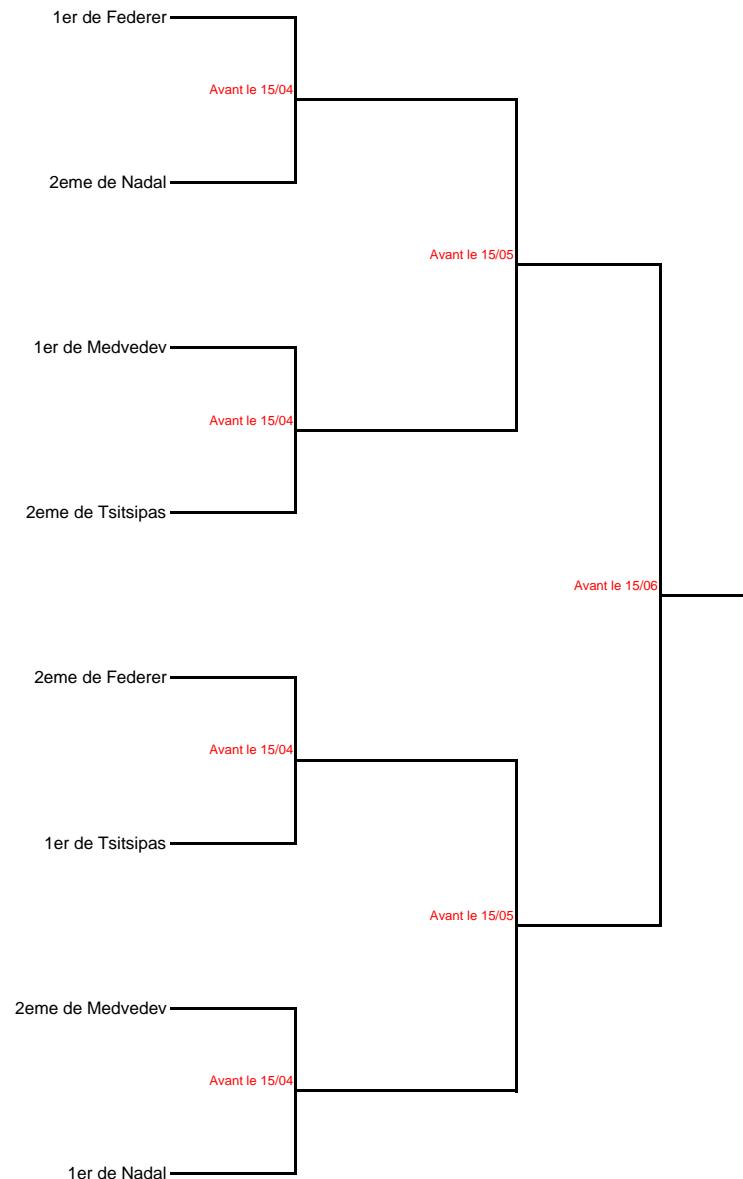 1er de Federer
Avant le 15/04
2eme de Nadal
Avant le 15/05
1er de Medvedev
Avant le 15/04
2eme de Tsitsipas
Avant le 15/06
2eme de Federer
Avant le 15/04
1er de Tsitsipas
Avant le 15/05
2eme de Medvedev
Avant le 15/04
1er de Nadal